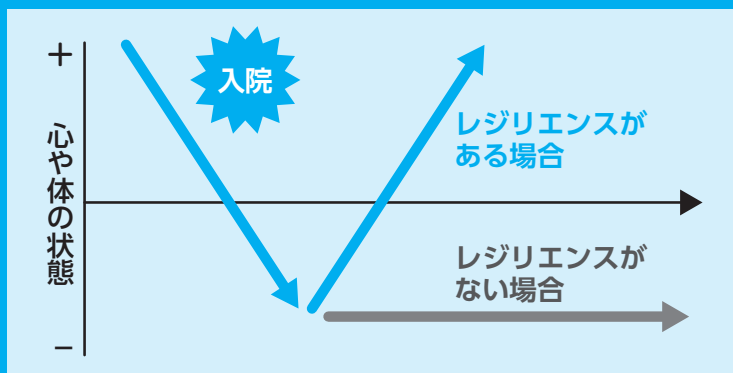 ＋
心や体の状態
－
入院
レジリエンスが
ある場合
レジリエンスが
ない場合